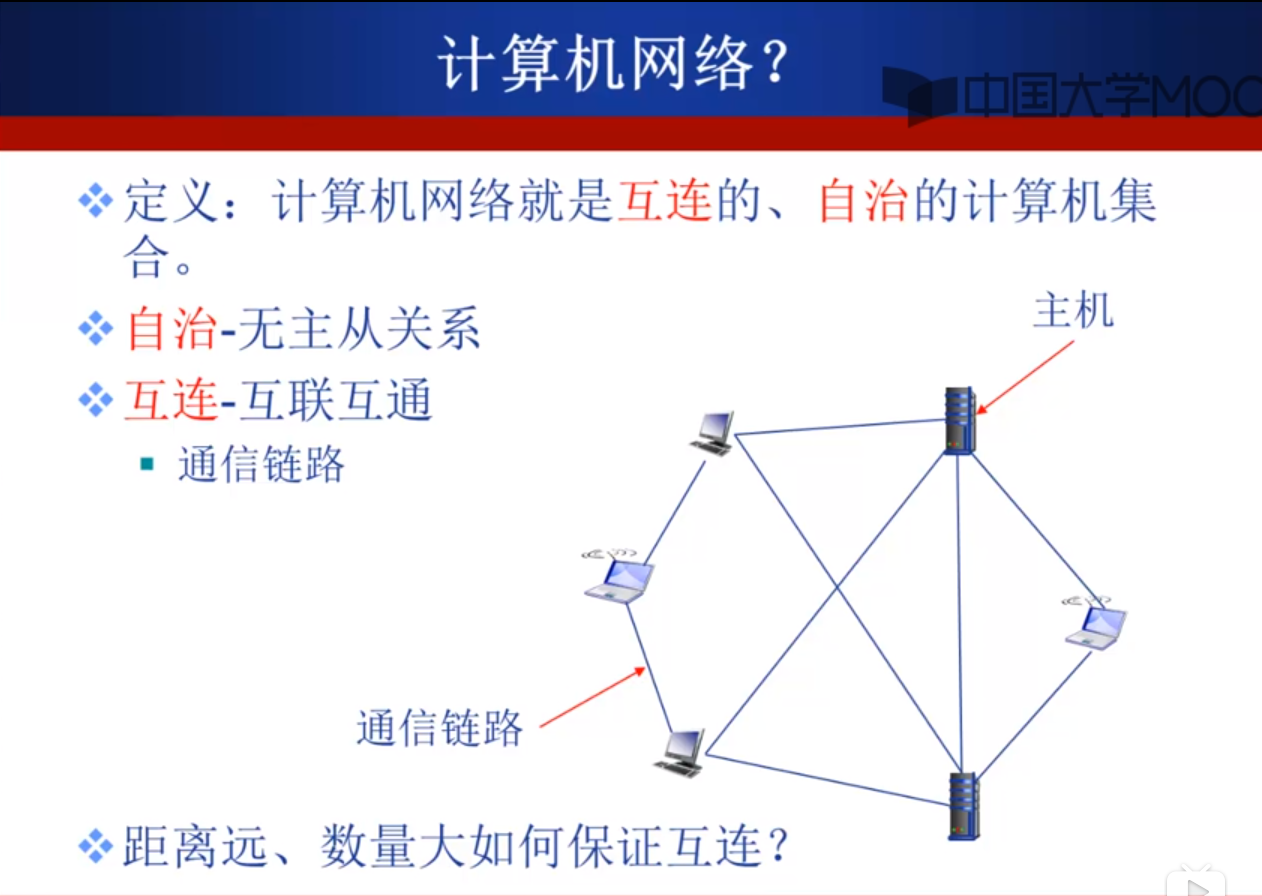 计算机网络？
中国大学MOO
定义：计算机网络就是互连的、自治的计算机集
合。
自治-无主从关系
互连-互联互通
通信链路
主机
通信链路
距离远、数量大如何保证互连？